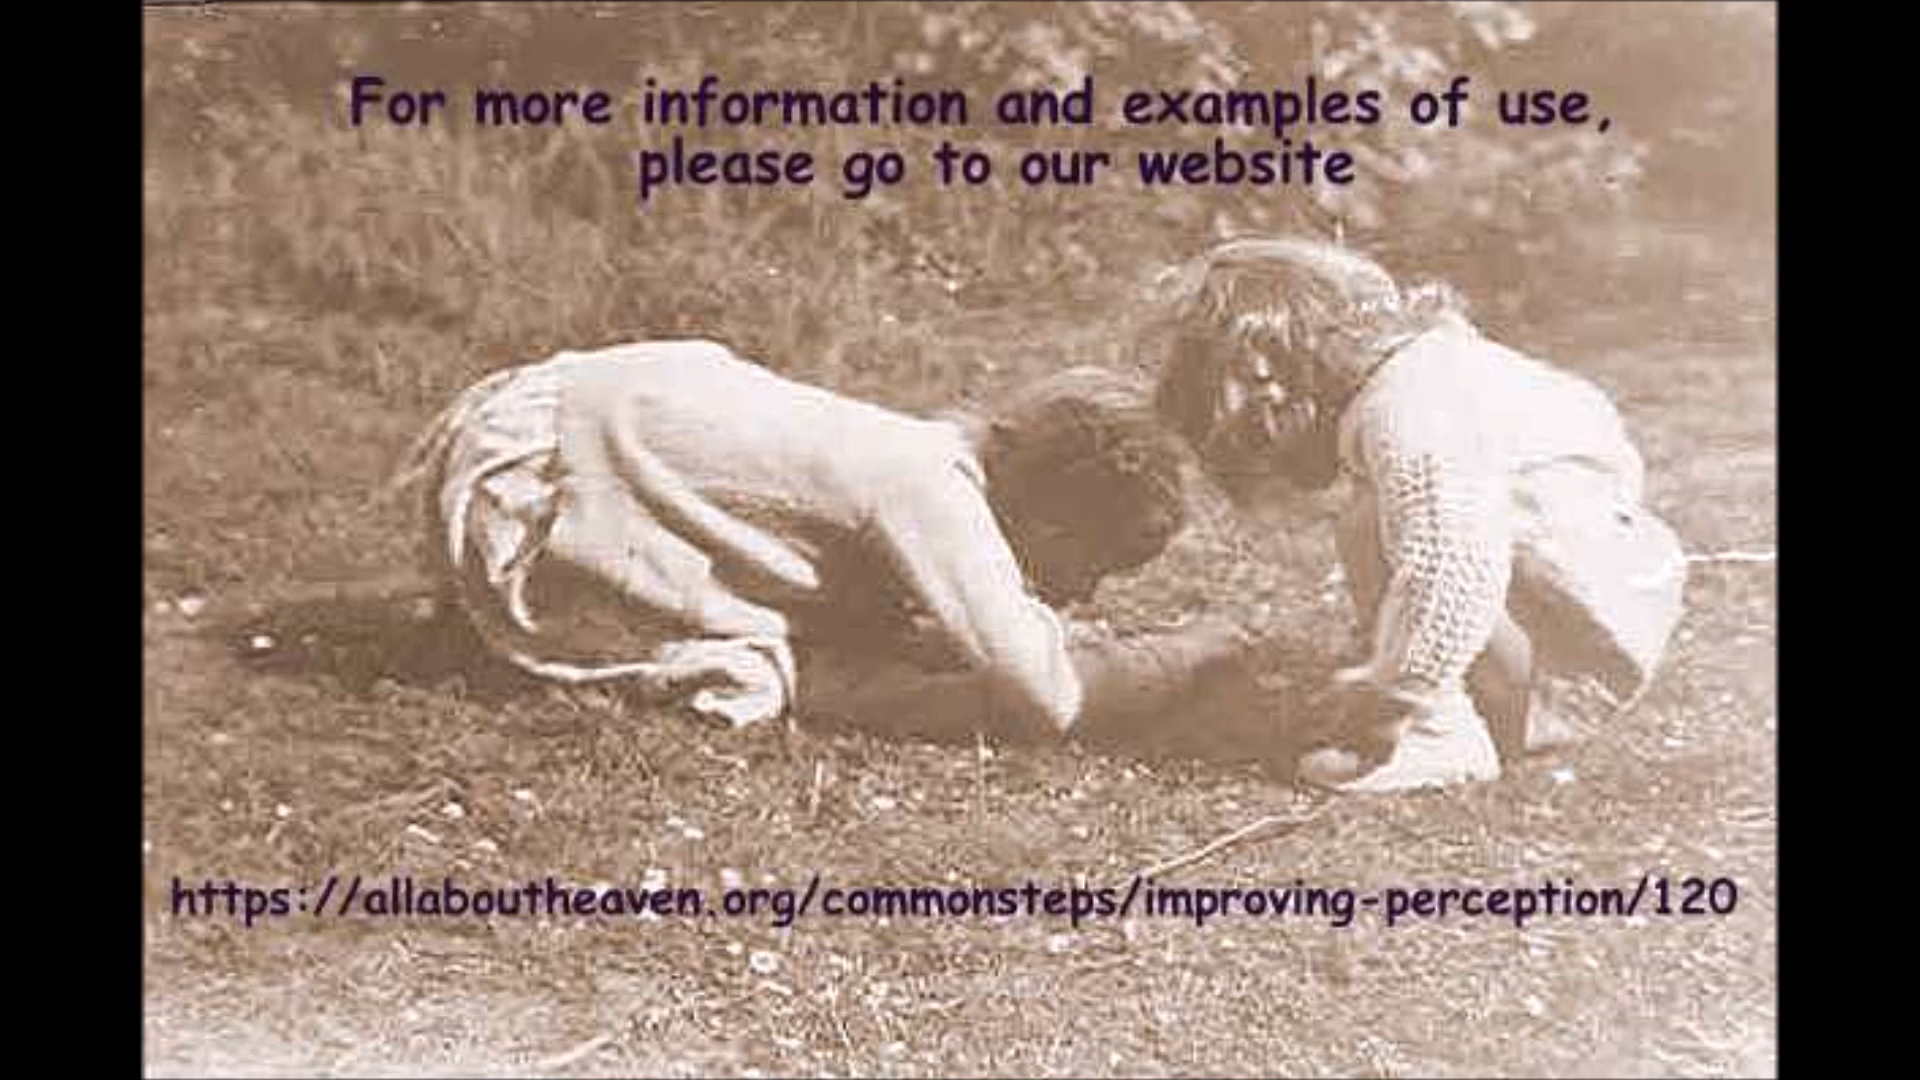 For more information and examples of use,
please go to our website
https://allaboutheaven.org/commonsteps/improving-perception/120